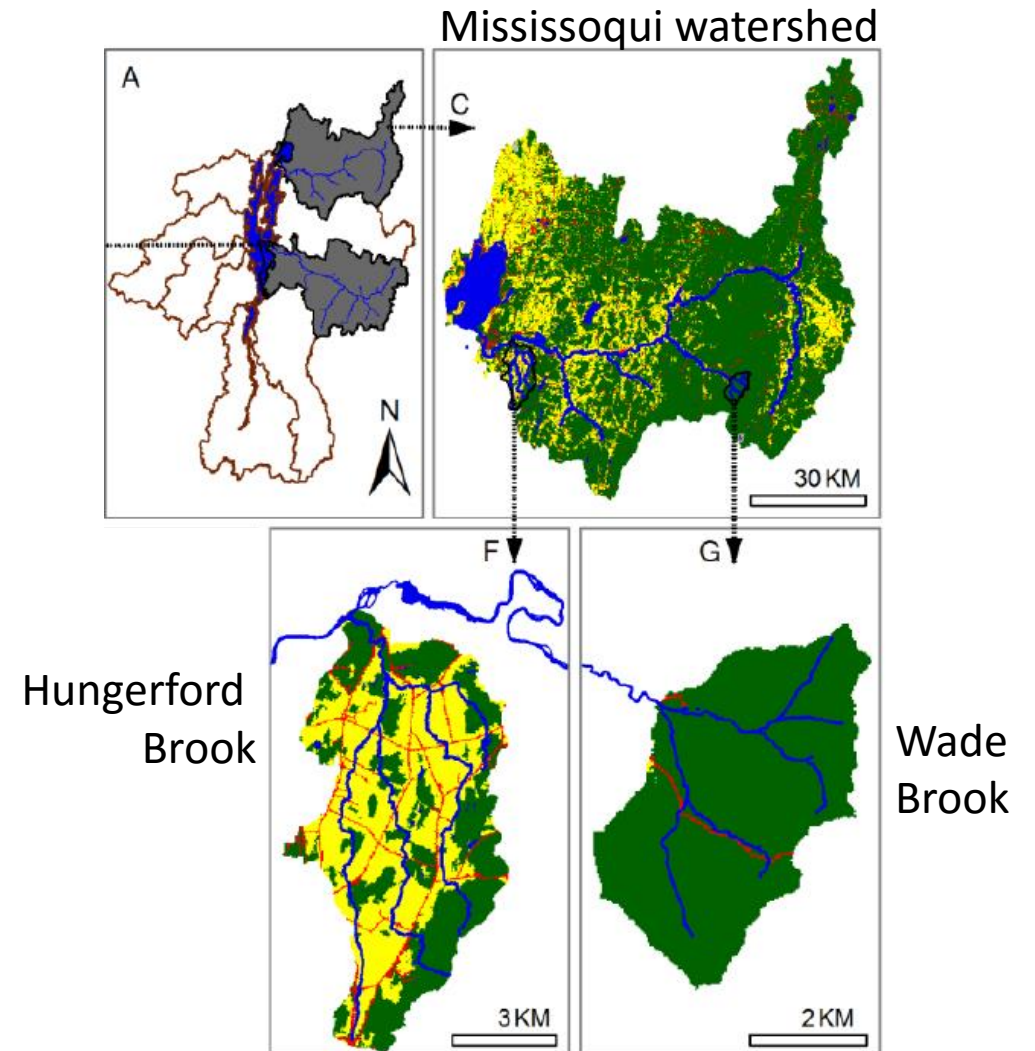 Mississoqui watershed
A
C
N
30 KM
F
G
Hungerford
Brook
Wade
Brook
3 KM
2 KM